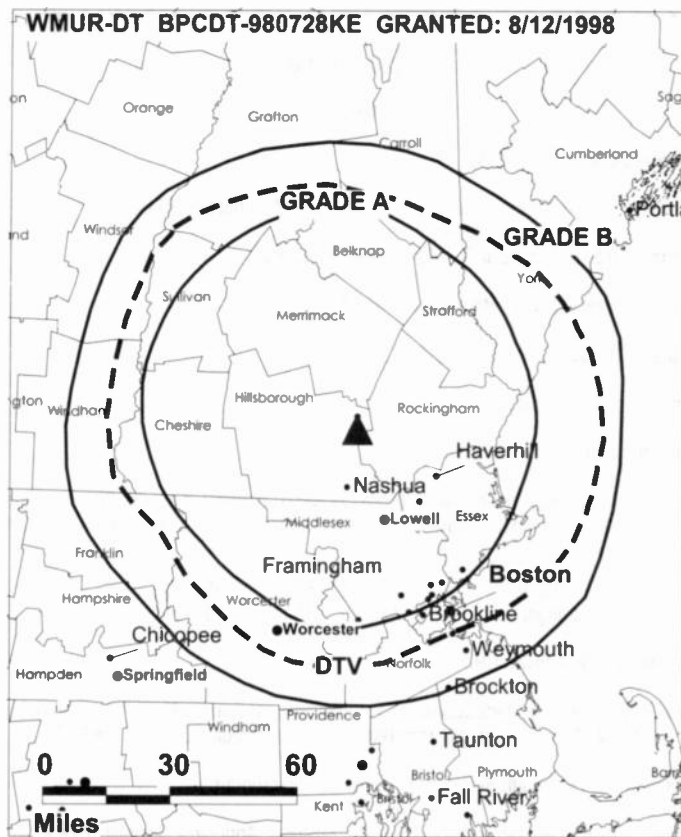 WMUR-DT BPCDT-980728KE GRANTED: 8/12/1998
Orange
Grafton
Carroll
Cumberland
GRADE A
Portla
Windsor
GRADE B
Belknap
York
Sullivan
Merrimack
Strafford
Hillsborough
Rockingham
Windham
Cheshire
Haverhill
Nashua
Lowell
Essex
Middlesex
Franklin
Framingham
Boston
Hampshire
Worcester
Brookline
Worcester
Chicopee
Weymouth
DTV
Norfolk
Hampden
Springfield
Brockton
Providence
Windham
Taunton
0 30 60
Bristol
Plymouth
Kent
Bristol
Fall River
Miles